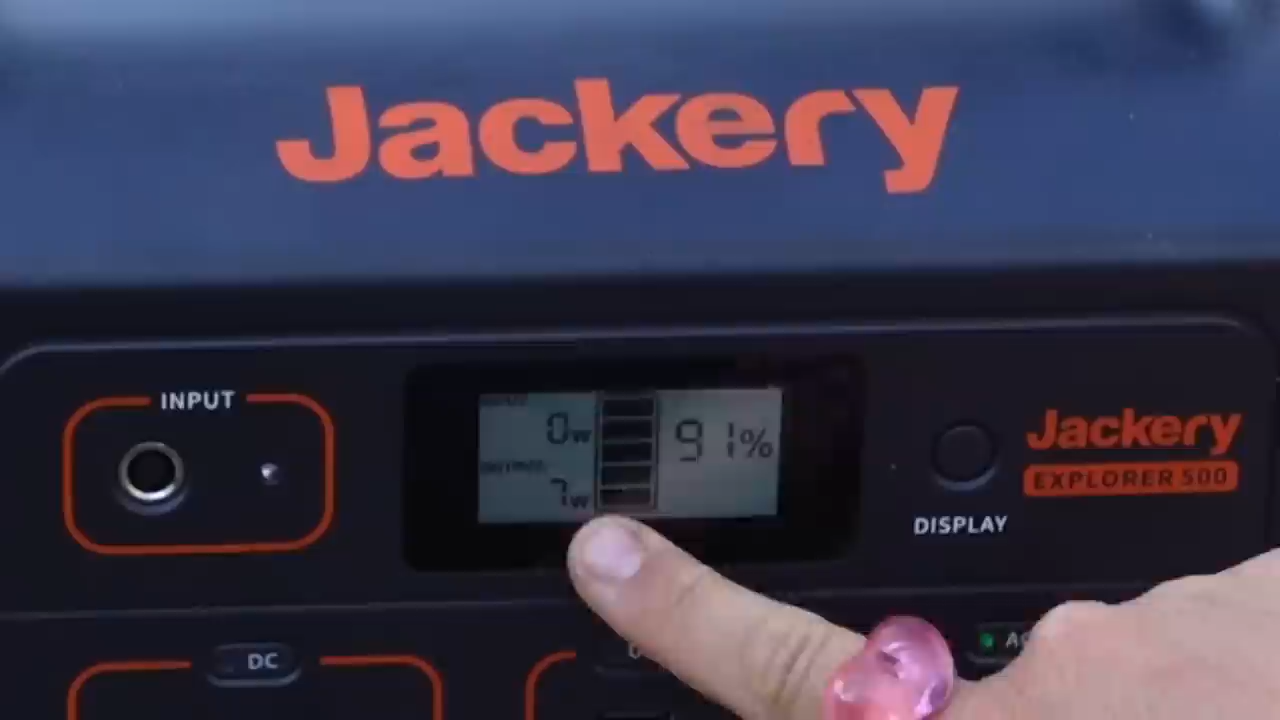 Jackery
INPUT
0w
91%
7w
Jackery
EXPLORER 500
DISPLAY
DC